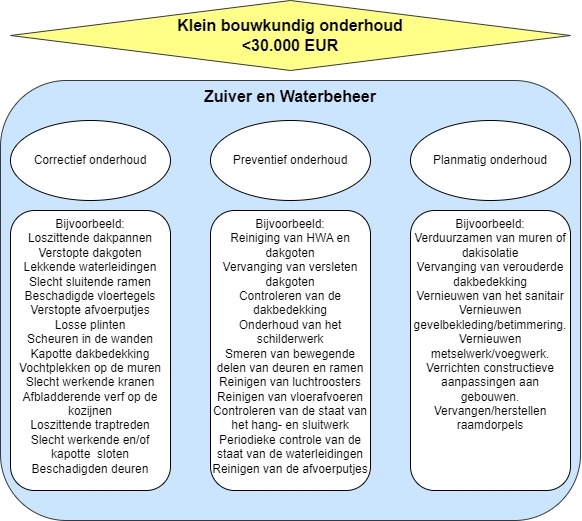 Klein bouwkundig onderhoud
<30.000 EUR
Zuiver en Waterbeheer
Correctief onderhoud
Preventief onderhoud
Planmatig onderhoud
Bijvoorbeeld:
Loszittende dakpannen
Verstopte dakgoten
Lekkende waterleidingen
Slecht sluitende ramen
Beschadigde vloertegels
Verstopte afvoerputjes
Losse plinten
Scheuren in de wanden
Kapotte dakbedekking
Vochtplekken op de muren
Slecht werkende kranen
Afbladderende verf op de
kozijnen
Loszittende traptreden
Slecht werkende en/of
kapotte sloten
Beschadigden deuren
Bijvoorbeeld:
Reiniging van HWA en
dakgoten
Vervanging van versleten
dakgoten
Controleren van de
dakbedekking
Onderhoud van het
schilderwerk
Smeren van bewegende
delen van deuren en ramen
Reinigen van luchtroosters
Reinigen van vloerafvoeren
Controleren van de staat van
het hang- en sluitwerk
Periodieke controle van de
staat van de waterleidingen
Reinigen van de afvoerputjes
Bijvoorbeeld:
Verduurzamen van muren of
dakisolatie
Vervanging van verouderde
dakbedekking
Vernieuwen van het sanitair
Vernieuwen
gevelbekleding/betimmering.
Vernieuwen
metselwerk/voegwerk.
Verrichten constructieve
aanpassingen aan
gebouwen.
Vervangen/herstellen
raamdorpels